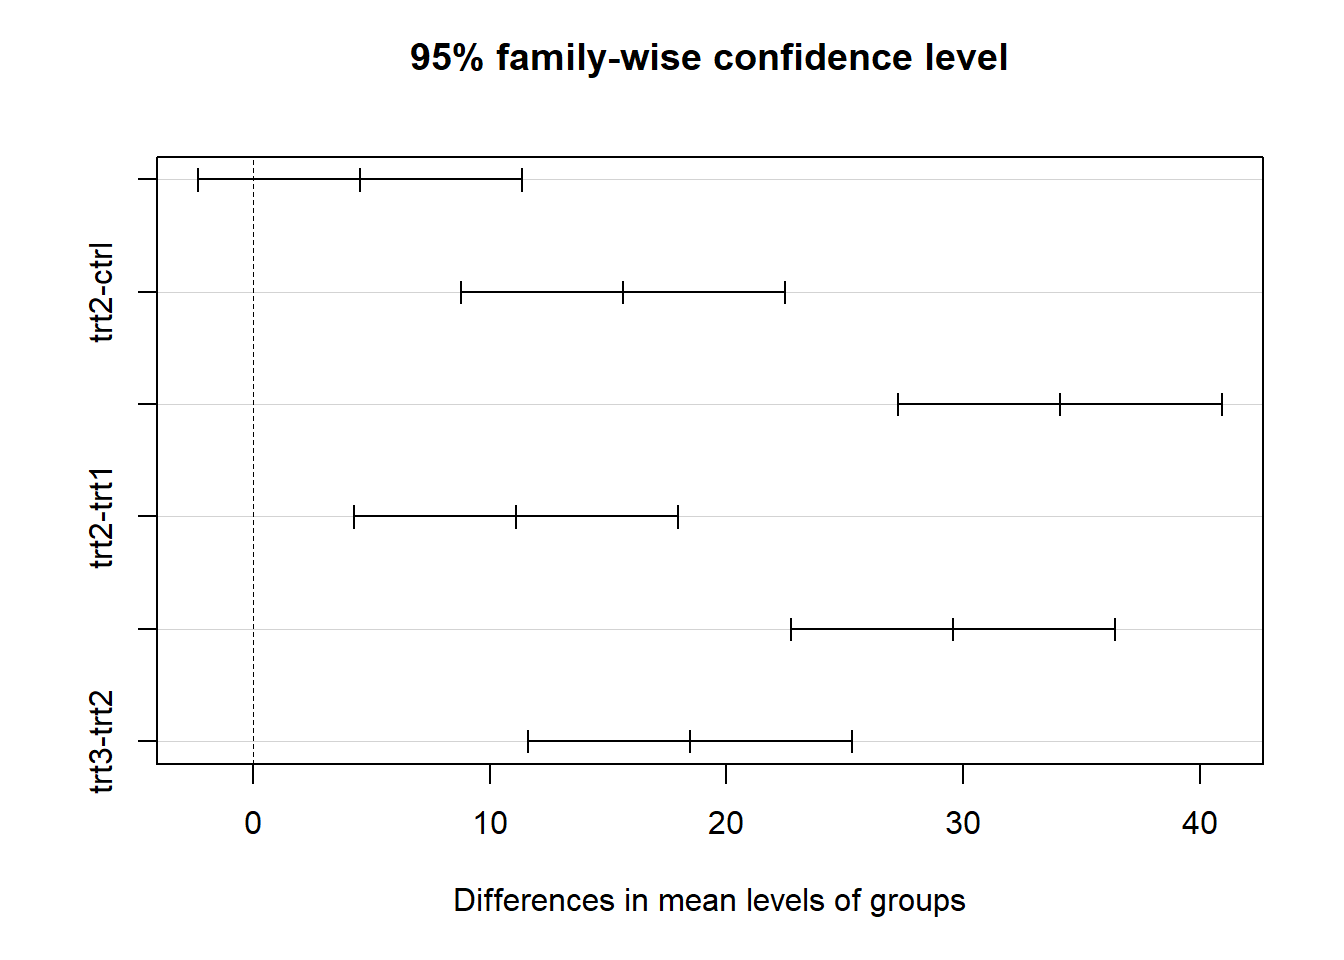 95% family-wise confidence level
trt2-ctrl
trt2-trt1
trt3-trt2
0 10 20 30 40
Differences in mean levels of groups